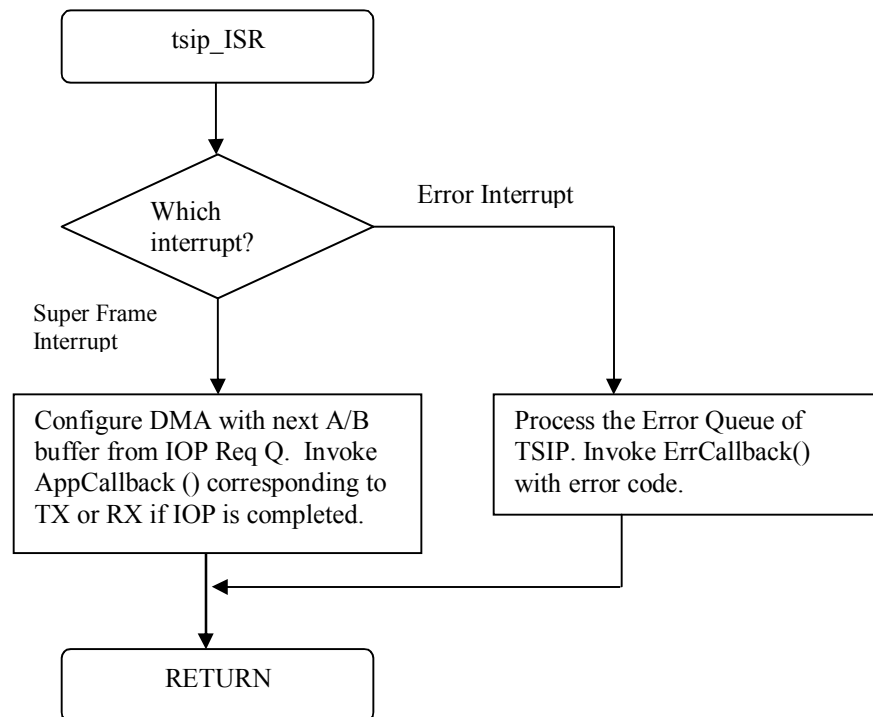 tsip_ISR
Which
interrupt?
Error Interrupt
Super Frame
Interrupt
Configure DMA with next A/B
buffer from IOP Req Q.  Invoke
AppCallback () corresponding to
TX or RX if IOP is completed.
Process the Error Queue of
TSIP. Invoke ErrCallback()
with error code.
RETURN